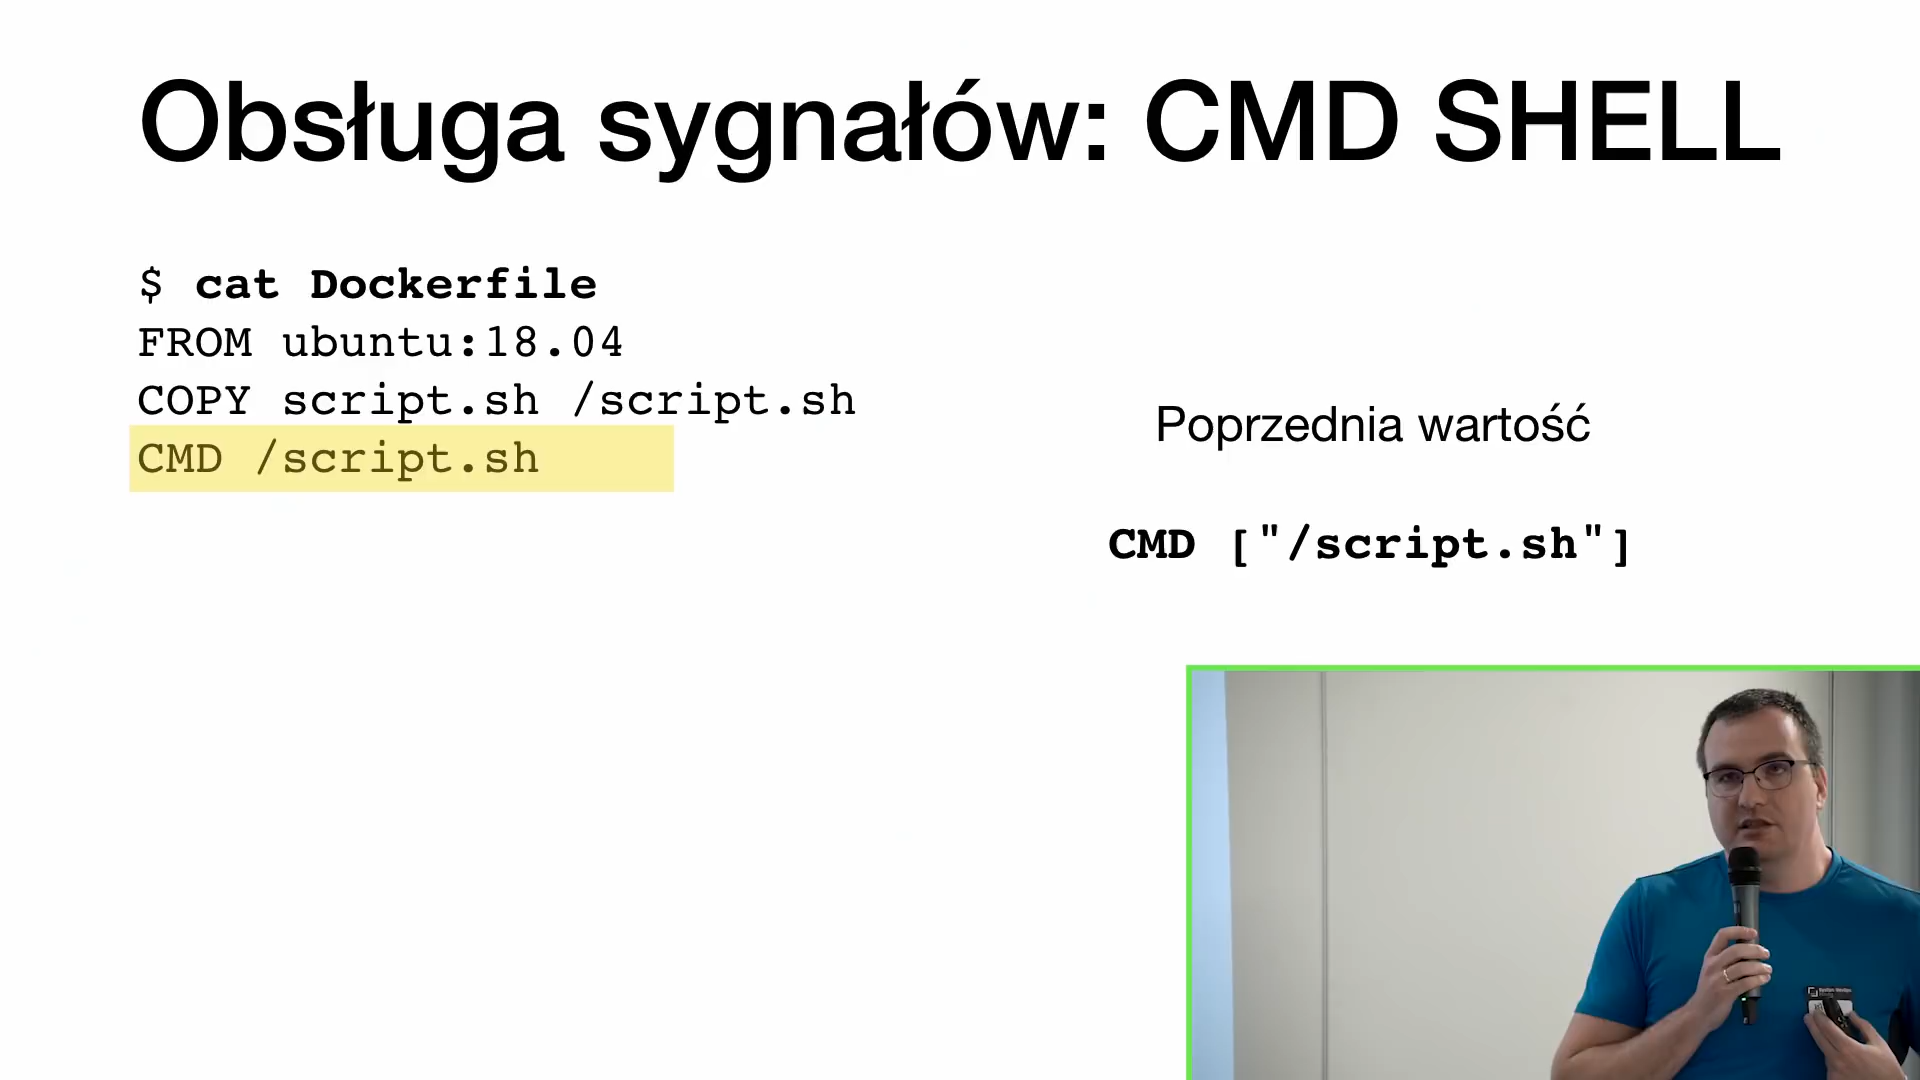 Obsługa sygnałów: CMD SHELL
$ cat Dockerfile
FROM ubuntu:18.04
COPY script.sh /script.sh
CMD /script.sh
Poprzednia wartość
CMD ["/script.sh"]